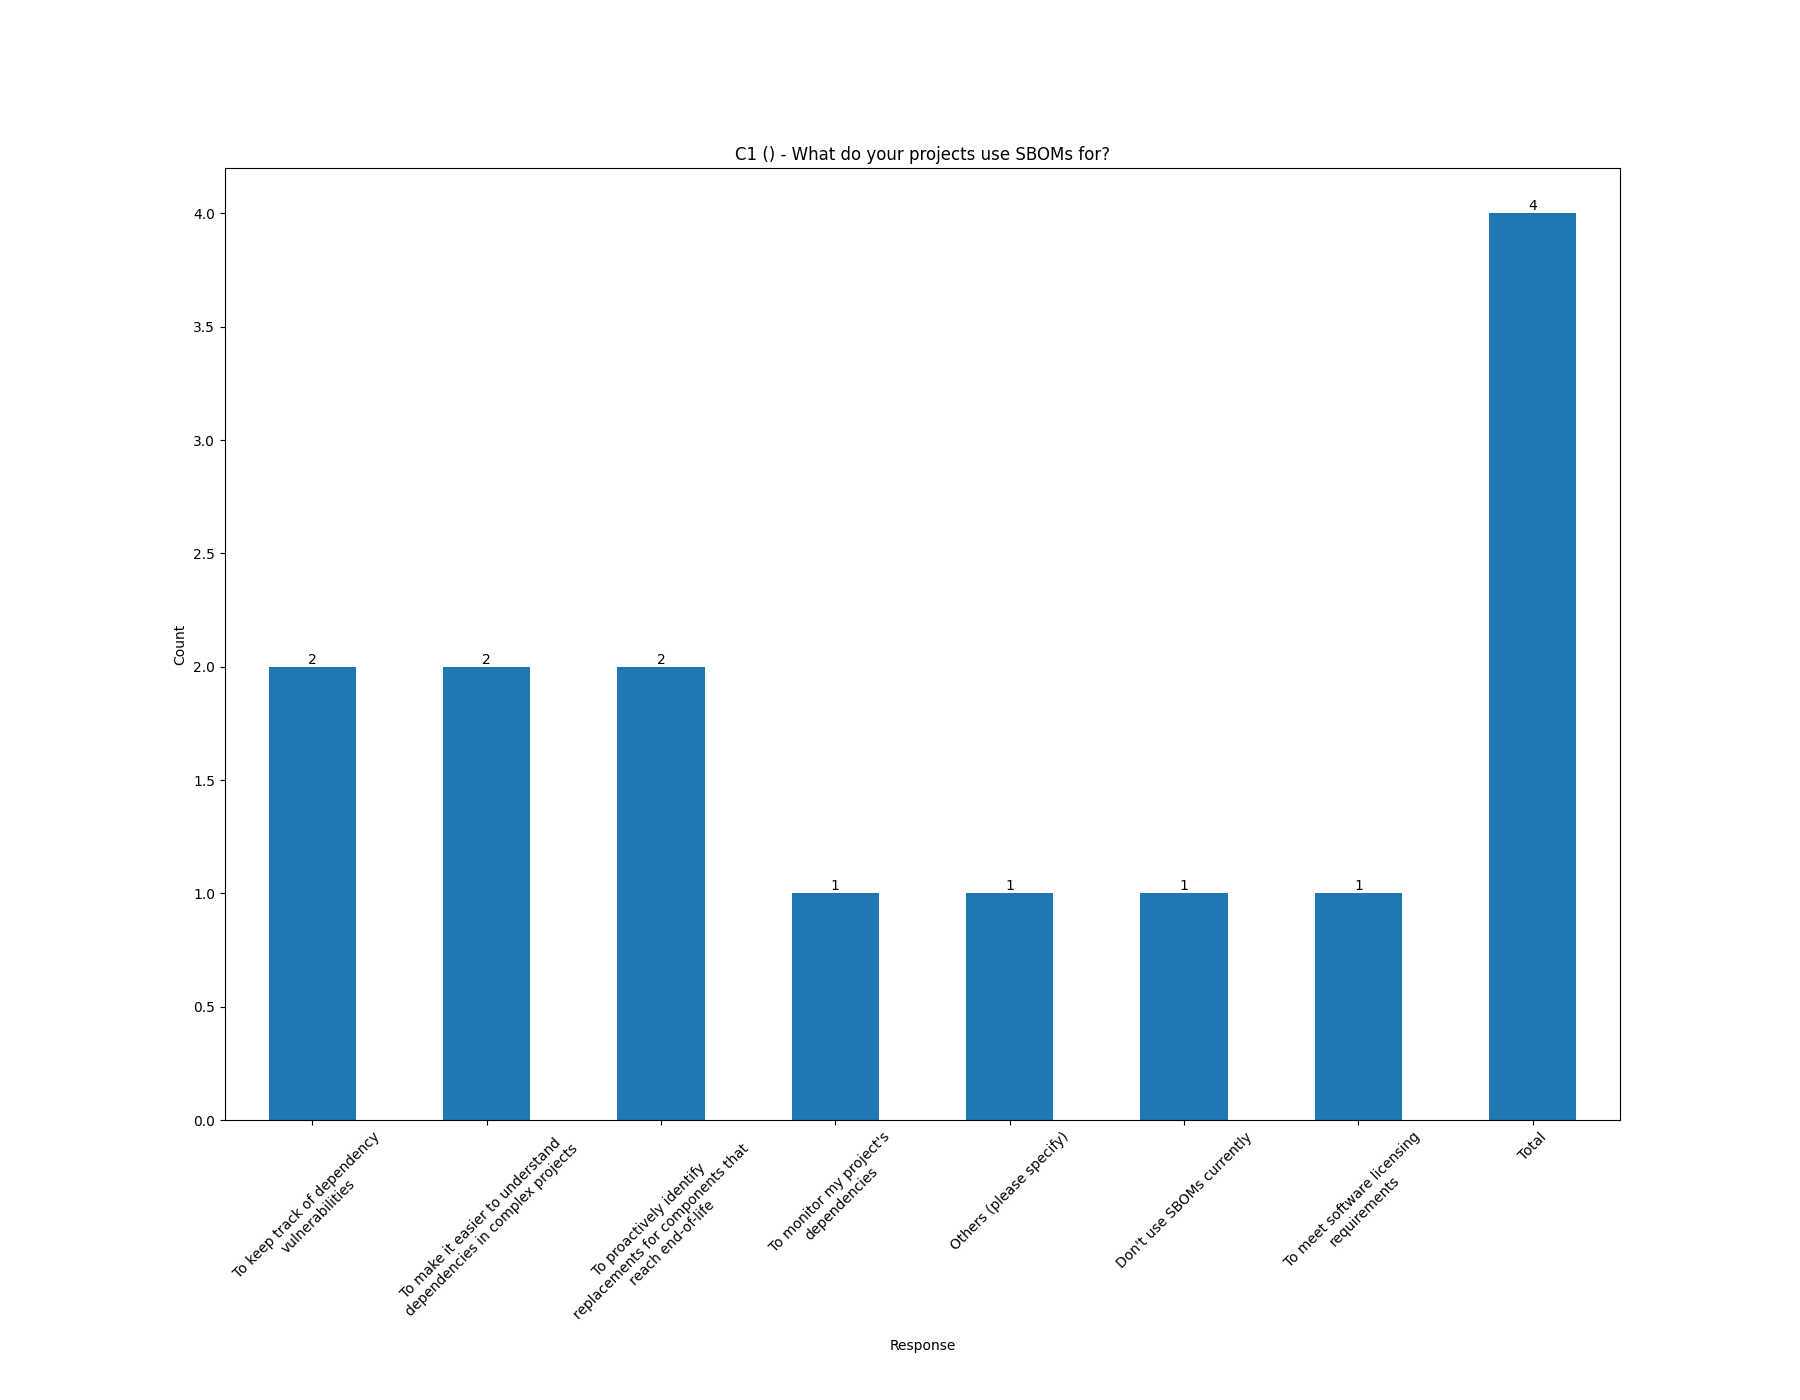 C1 () - What do your projects use SBOMs for?
4.0
3.5
3.0
2.5
2.0
1.5
1.0
0.5
0.0
Count
2
2
2
1
1
1
1
4
To keep track of dependency
vulnerabilities
To make it easier to understand
dependencies in complex projects
To proactively identify
replacements for components that
reach end-of-life
To monitor my project's
dependencies
Others (please specify)
Don't use SBOMs currently
To meet software licensing
requirements
Total
Response